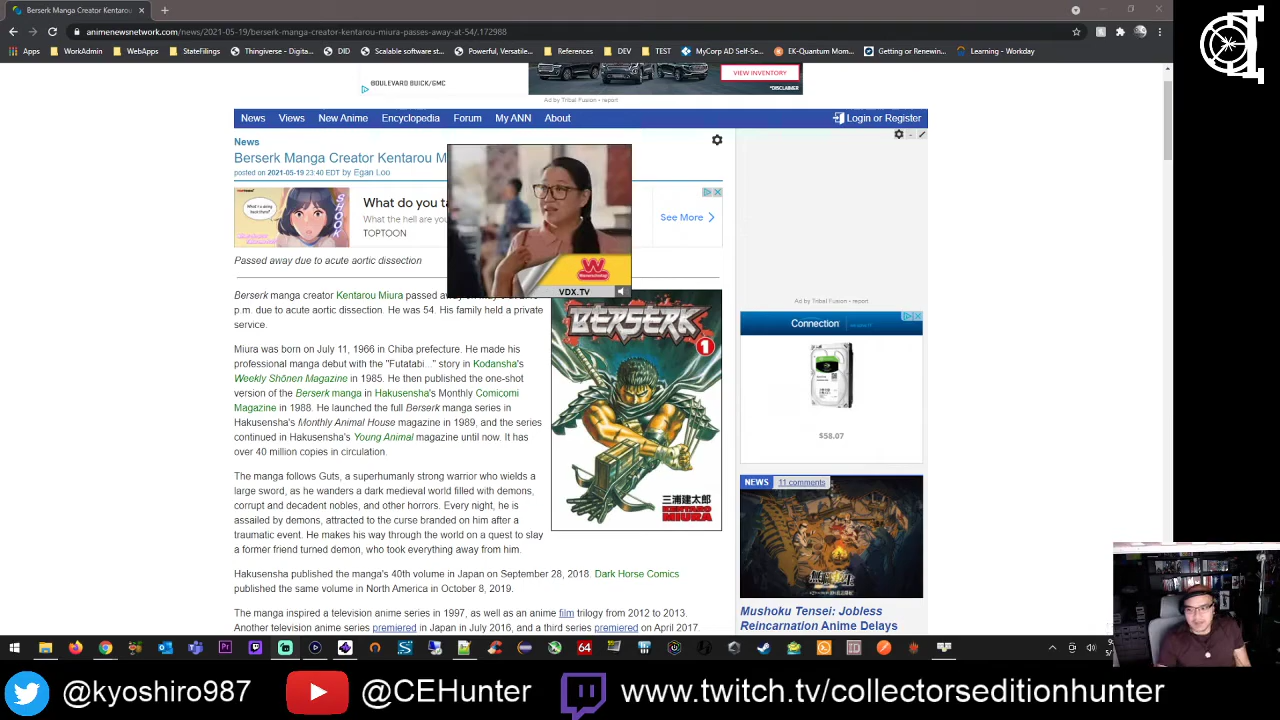 Berserk Manga Creator Kentarou
animenewsnetwork.com/news/2021-05-19/berserk-manga-creator-kentarou-miura-passes-away-at-54/.172988
Apps WorkAdmin WebApps StateFilings Thingiverse - Digita... DID Scalable software st... Powerful, Versatile... References DEV TEST MyCorp AD Self-Se... EK-Quantum Mom... Getting or Renewin... Learning - Workday
BOULEVARD BUICK/GMC
VIEW INVENTORY
*DISCLAIMER
Ad by Tribal Fusion • report
News Views New Anime Encyclopedia Forum My ANN About Login or Register
News
Berserk Manga Creator Kentarou M
posted on 2021-05-19 23:40 EDT by Egan Loo
What do you ta
What the hell are you
TOPTOON
See More
Passed away due to acute aortic dissection
VDX.TV
Berserk manga creator Kentarou Miura passed
p.m. due to acute aortic dissection. He was 54. His family held a private
service.
Miura was born on July 11, 1966 in Chiba prefecture. He made his
professional manga debut with the "Futatabi..." story in Kodansha's
Weekly Shōnen Magazine in 1985. He then published the one-shot
version of the Berserk manga in Hakusensha's Monthly Comicomi
Magazine in 1988. He launched the full Berserk manga series in
Hakusensha's Monthly Animal House magazine in 1989, and the series
continued in Hakusensha's Young Animal magazine until now. It has
over 40 million copies in circulation.
The manga follows Guts, a superhumanly strong warrior who wields a
large sword, as he wanders a dark medieval world filled with demons,
corrupt and decadent nobles, and other horrors. Every night, he is
assailed by demons, attracted to the curse branded on him after a
traumatic event. He makes his way through the world on a quest to slay
a former friend turned demon, who took everything away from him.
BERSERK
1
三浦建太郎
KENTARO
MIURA
Hakusensha published the manga's 40th volume in Japan on September 28, 2018. Dark Horse Comics
published the same volume in North America in October 8, 2019.
The manga inspired a television anime series in 1997, as well as an anime film trilogy from 2012 to 2013.
Another television anime series premiered in Japan in July 2016, and a third series premiered on April 2017.
Ad by Tribal Fusion • report
Connection
$58.07
NEWS 11 comments
Mushoku Tensei: Jobless
Reincarnation Anime Delays
@kyoshiro987 @CEHunter www.twitch.tv/collectorseditionhunter